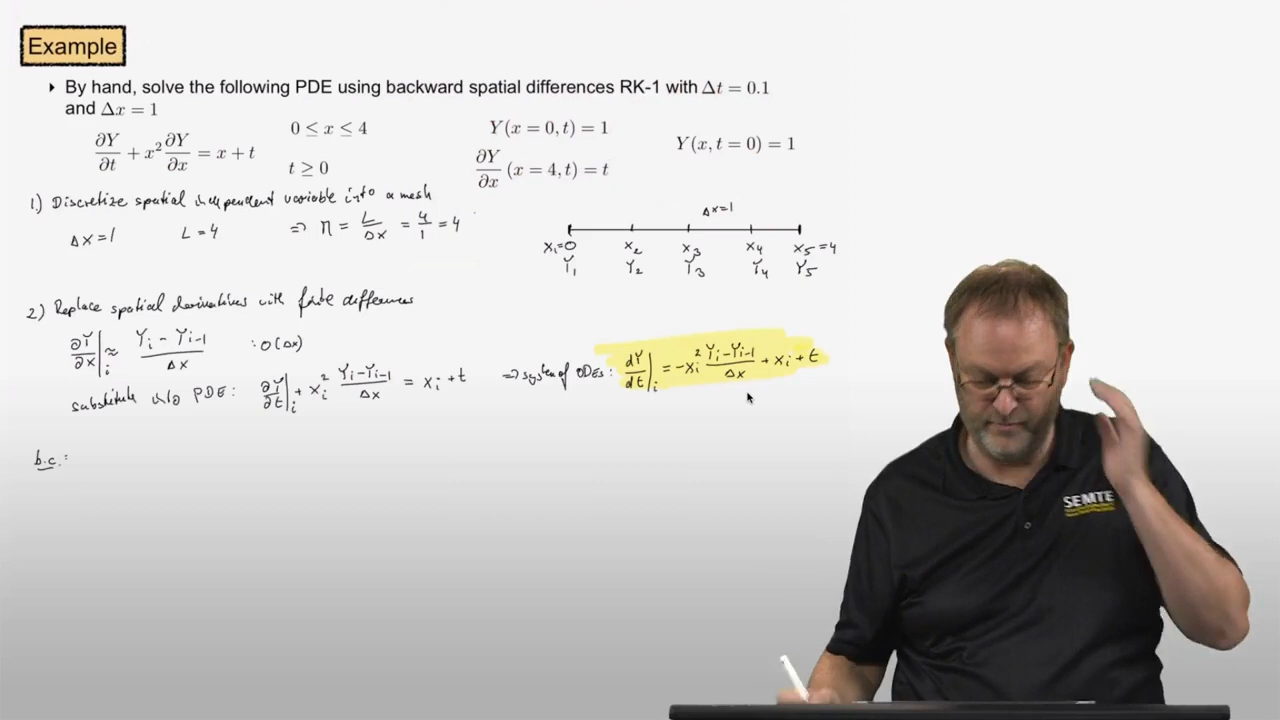 Example
‣ By hand, solve the following PDE using backward spatial differences RK-1 with Δt = 0.1
and Δx = 1
∂Y/∂t + x² ∂Y/∂x = x + t
0 ≤ x ≤ 4
t ≥ 0
Y(x = 0, t) = 1
∂Y/∂x (x = 4, t) = t
Y(x, t = 0) = 1
1.) Discretize spatial independent variable into a mesh
Δx=1 L=4 => n = L/Δx = 4/1 = 4
Δx=1
x₁=0 x₂ x₃ x₄ x₅=4
Y₁ Y₂ Y₃ Y₄ Y₅
2.) Replace spatial derivatives with finite differences
∂Y/∂x|ᵢ ≈ (Yᵢ - Yᵢ₋₁)/Δx : O(Δx)
substitute into PDE: ∂Y/∂t|ᵢ + xᵢ² (Yᵢ-Yᵢ₋₁)/Δx = xᵢ + t => system of ODEs: dY/dt|ᵢ = -xᵢ² (Yᵢ-Yᵢ₋₁)/Δx + xᵢ + t
b.c.:
SEMTE